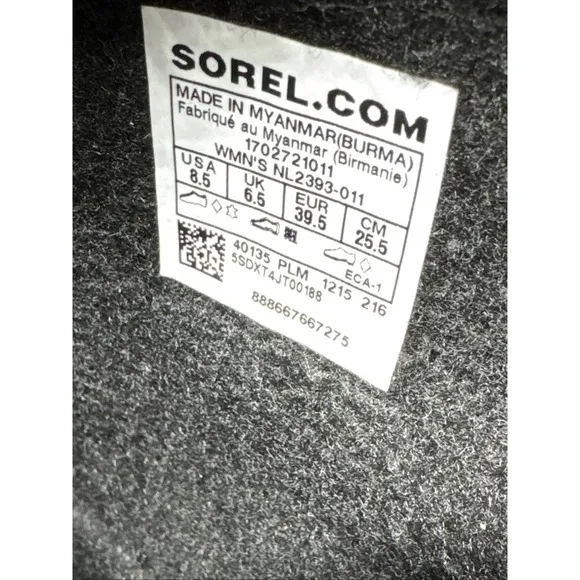 SOREL.COM
MADE IN MYANMAR(BURMA)
Fabriqué au Myanmar (Birmanie)
1702721011
WMN'S NL2393-011
USA UK EUR CM
8.5 6.5 39.5 25.5
ECA-1
40135 PLM 1215 216
5SDXT4JT00188
888667667275